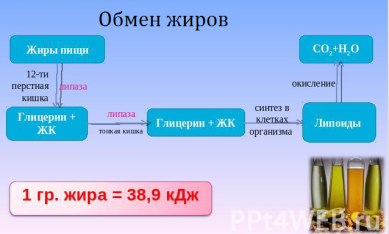 Обмен жиров
Жиры пищи
CO2+H2O
12-ти
перстная
кишка
липаза
окисление
Глицерин +
ЖК
липаза
тонкая кишка
Глицерин + ЖК
синтез в
клетках
организма
Липоиды
1 гр. жира = 38,9 кДж
PPt4WEB.ru